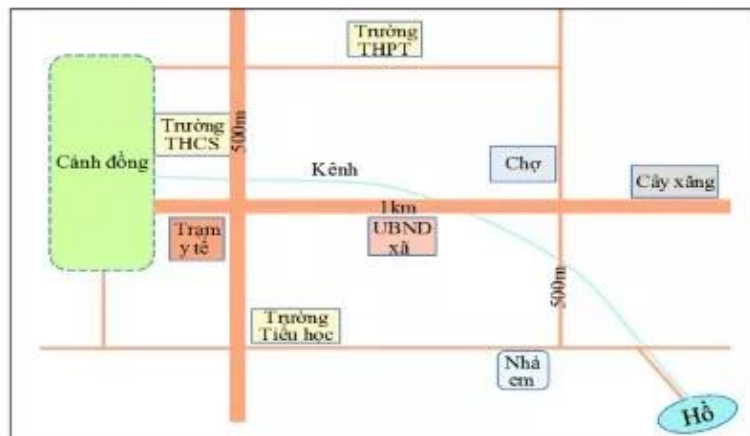 Trường
THPT
Trường
THCS
500m
Cánh đồng
Kênh
Chợ
Cây xăng
1km
Trạm
y tế
UBND
xã
500m
Trường
Tiểu học
Nhà
em
Hồ